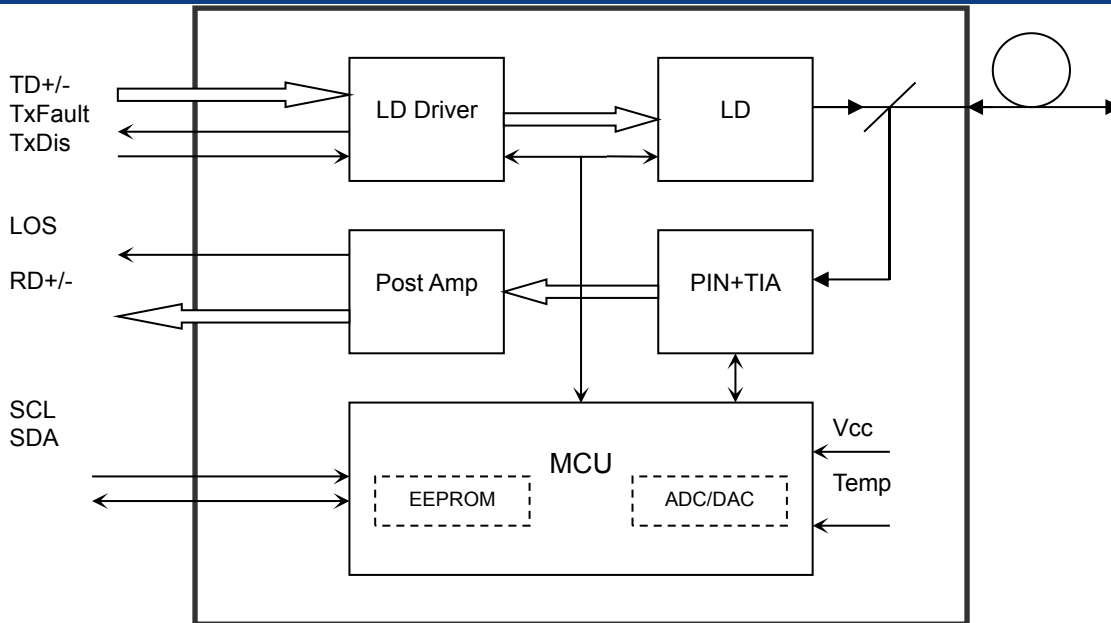 TD+/-
TxFault
TxDis
LD Driver
LD
LOS
RD+/-
Post Amp
PIN+TIA
SCL
SDA
MCU
EEPROM
ADC/DAC
Vcc
Temp